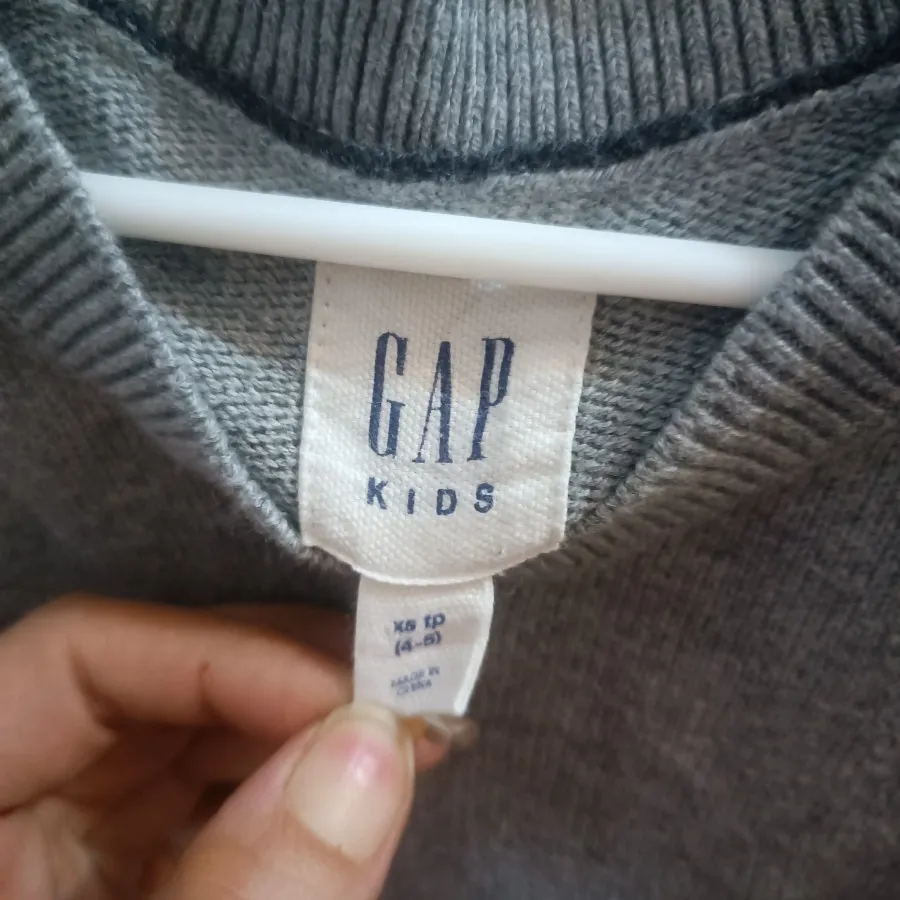 GAP
KIDS
xs tp
(4-5)
MADE IN
CHINA